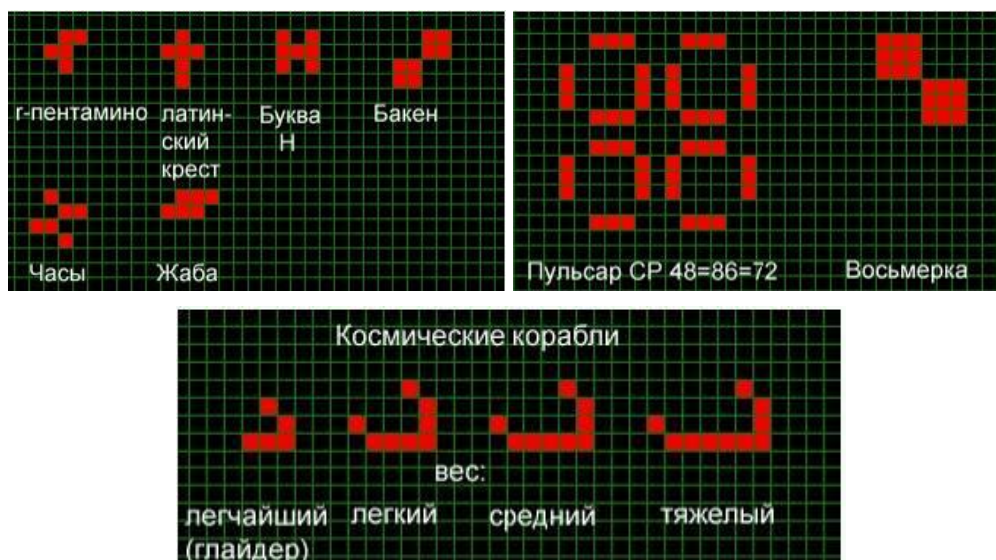 r-пентамино
латин-
ский
крест
Буква
Н
Бакен
Часы
Жаба
Пульсар СР 48=86=72
Восьмерка
Космические корабли
вес:
легчайший
(глайдер)
легкий
средний
тяжелый